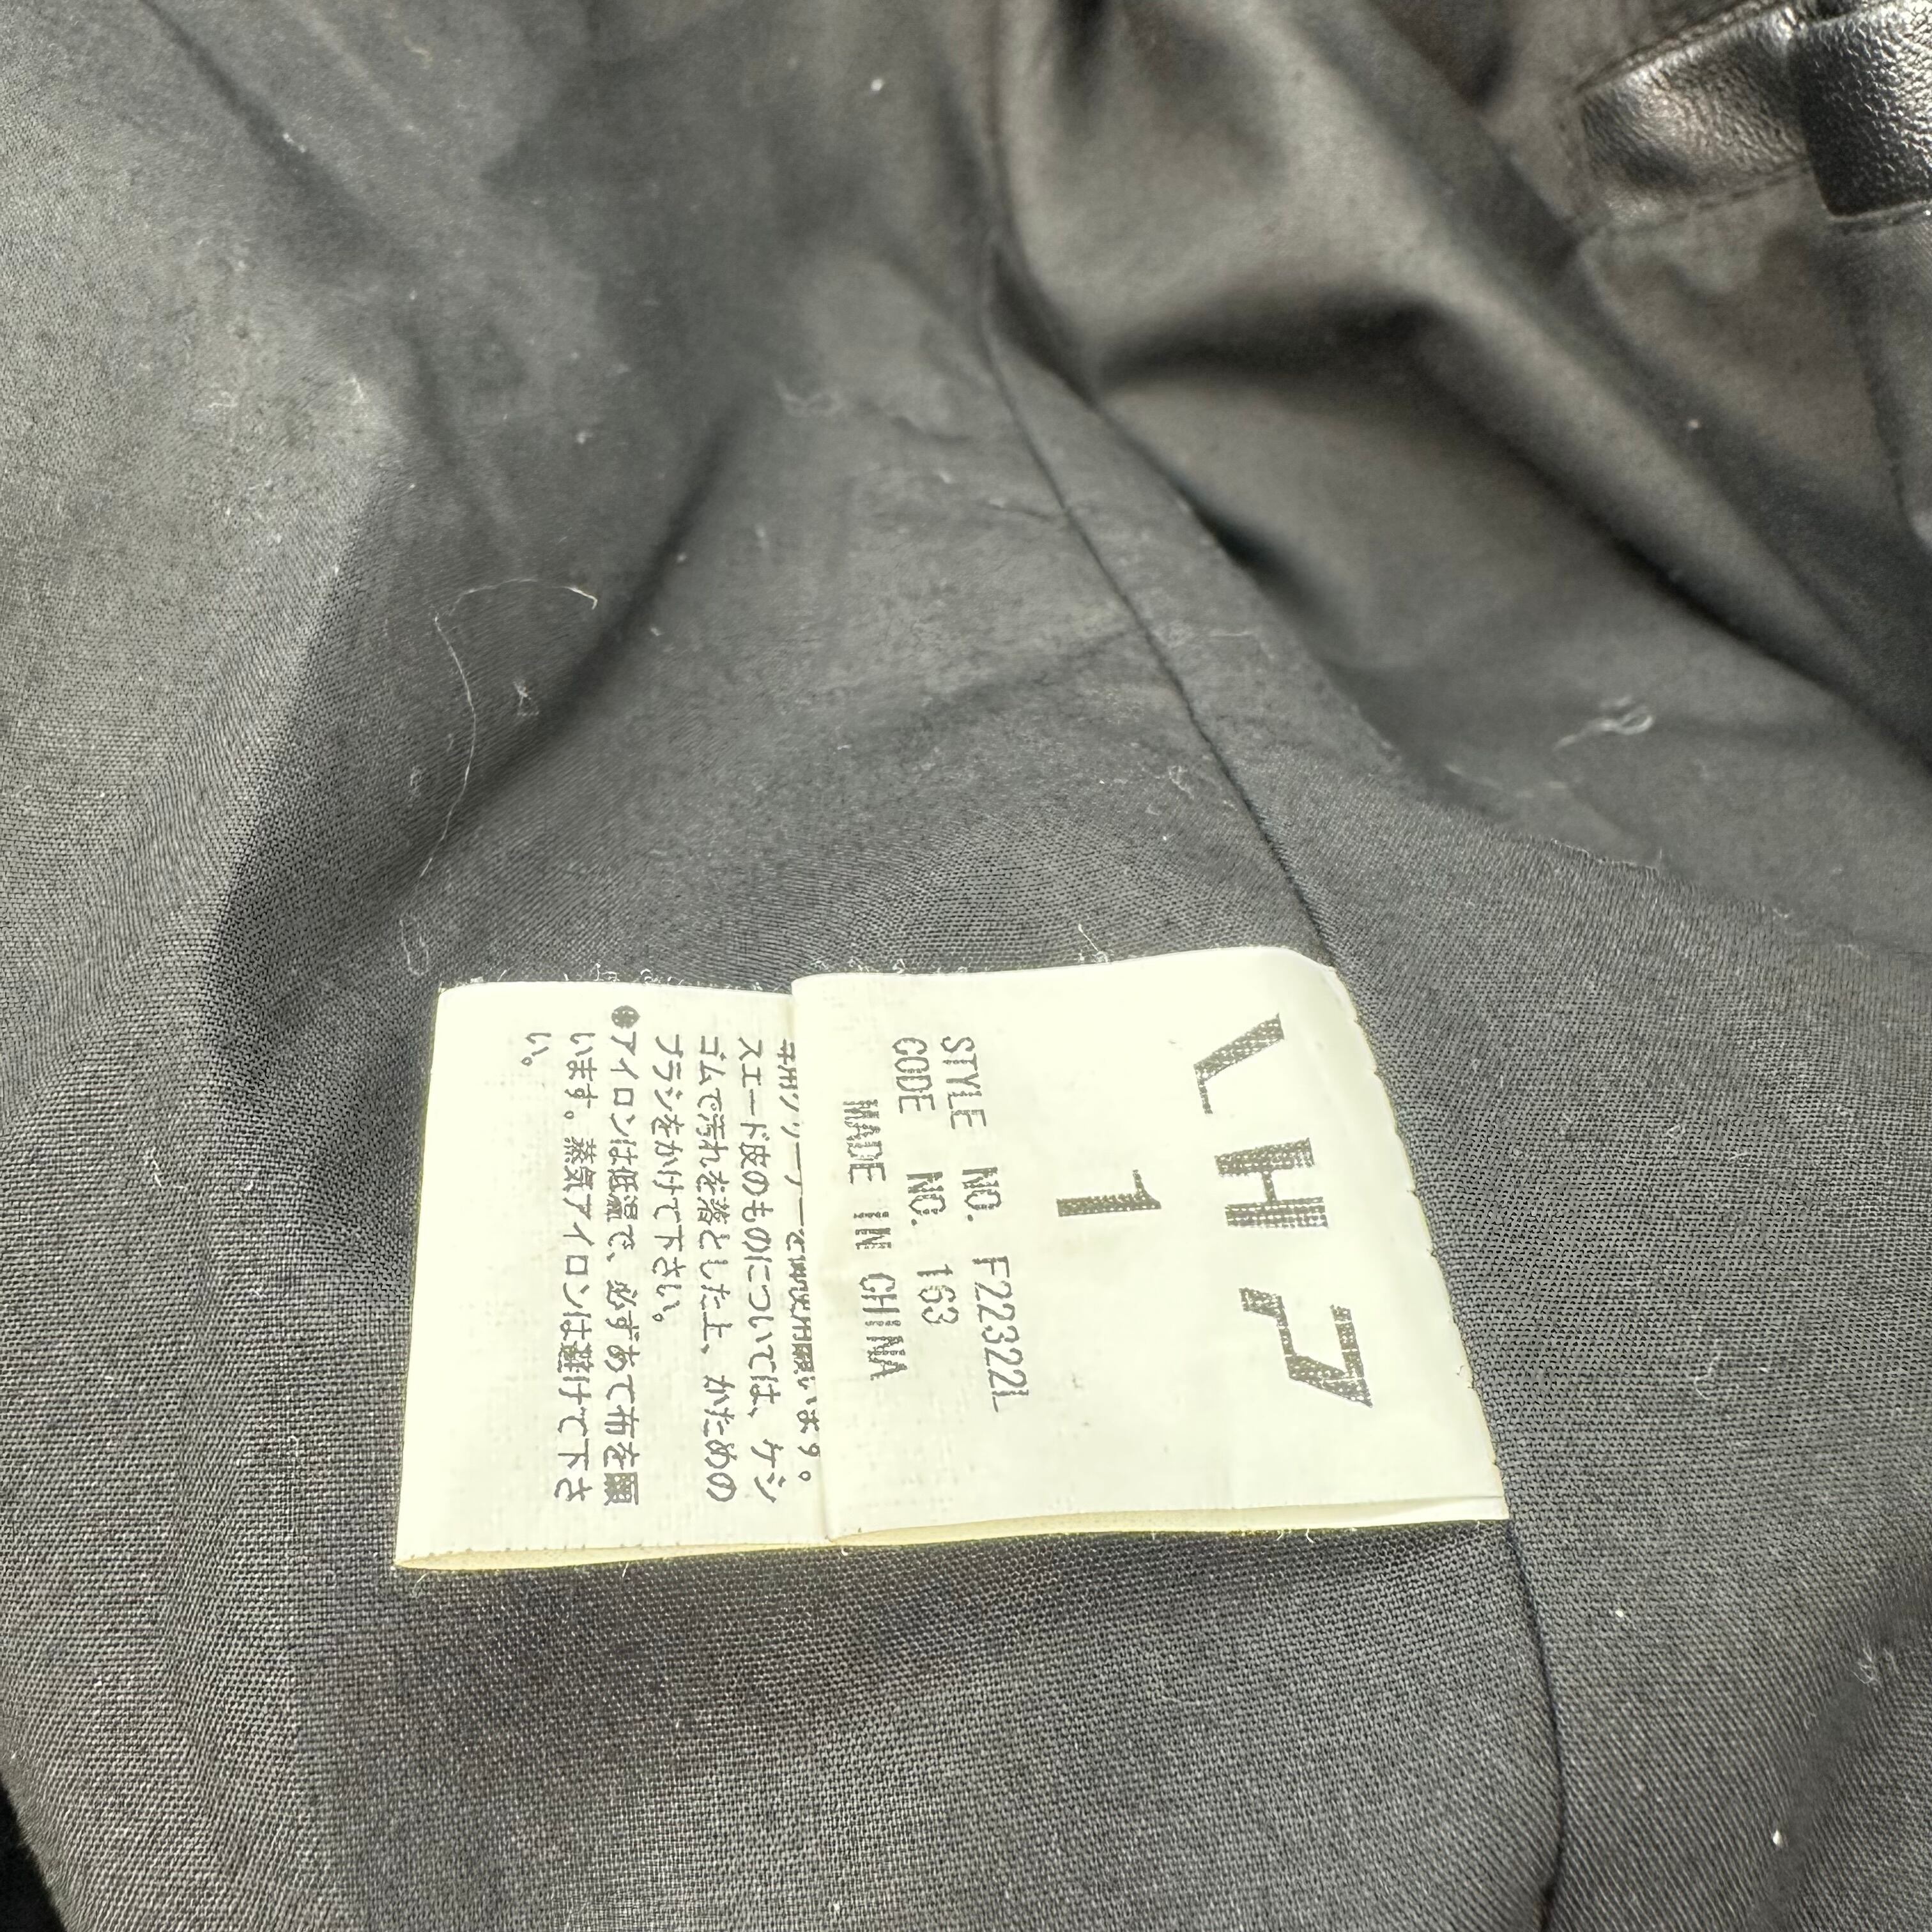 LHP
1
STYLE NO. F223221
CODE NO. 163
MADE IN CHINA
スエード皮のものについては、ケシ
ゴムで汚れを落とした上、かための
ブラシをかけて下さい。
●アイロンは低温で、必ずあて布を
います。蒸気アイロンは避けて下さ
い。